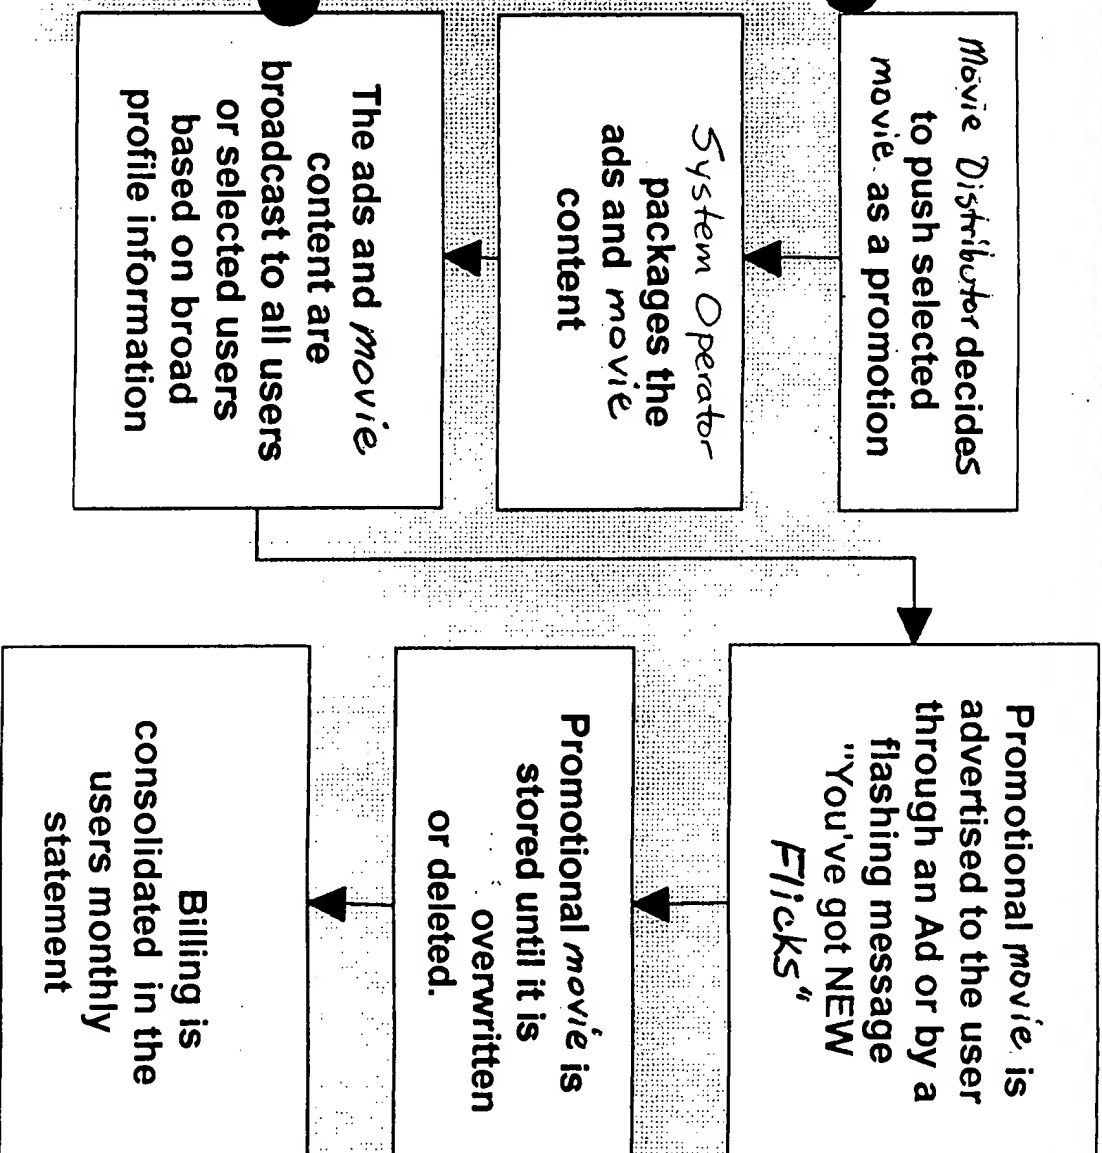 Movie Distributor decides
to push selected
movie as a promotion
System Operator
packages the
ads and movie
content
The ads and movie
content are
broadcast to all users
or selected users
based on broad
profile information
Promotional movie is
advertised to the user
through an Ad or by a
flashing message
"You've got NEW
Flicks"
Promotional movie is
stored until it is
overwritten
or deleted.
Billing is
consolidated in the
users monthly
statement